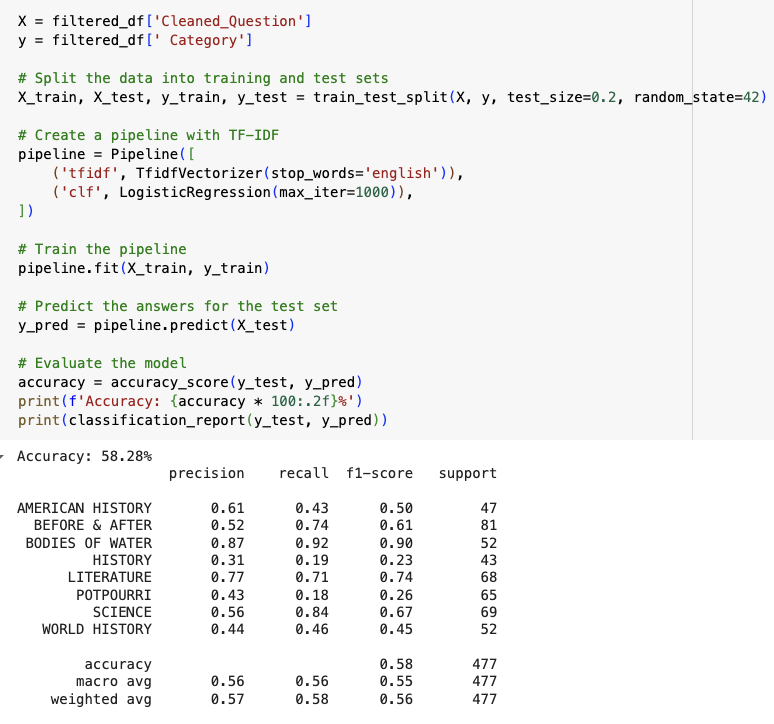 X = filtered_df['Cleaned_Question']
y = filtered_df[' Category']

# Split the data into training and test sets
X_train, X_test, y_train, y_test = train_test_split(X, y, test_size=0.2, random_state=42)

# Create a pipeline with TF-IDF
pipeline = Pipeline([
    ('tfidf', TfidfVectorizer(stop_words='english')),
    ('clf', LogisticRegression(max_iter=1000)),
])

# Train the pipeline
pipeline.fit(X_train, y_train)

# Predict the answers for the test set
y_pred = pipeline.predict(X_test)

# Evaluate the model
accuracy = accuracy_score(y_test, y_pred)
print(f'Accuracy: {accuracy * 100:.2f}%')
print(classification_report(y_test, y_pred))
Accuracy: 58.28%
                  precision    recall  f1-score   support

AMERICAN HISTORY       0.61      0.43      0.50        47
  BEFORE & AFTER       0.52      0.74      0.61        81
 BODIES OF WATER       0.87      0.92      0.90        52
         HISTORY       0.31      0.19      0.23        43
      LITERATURE       0.77      0.71      0.74        68
       POTPOURRI       0.43      0.18      0.26        65
         SCIENCE       0.56      0.84      0.67        69
   WORLD HISTORY       0.44      0.46      0.45        52

        accuracy                           0.58       477
       macro avg       0.56      0.56      0.55       477
    weighted avg       0.57      0.58      0.56       477